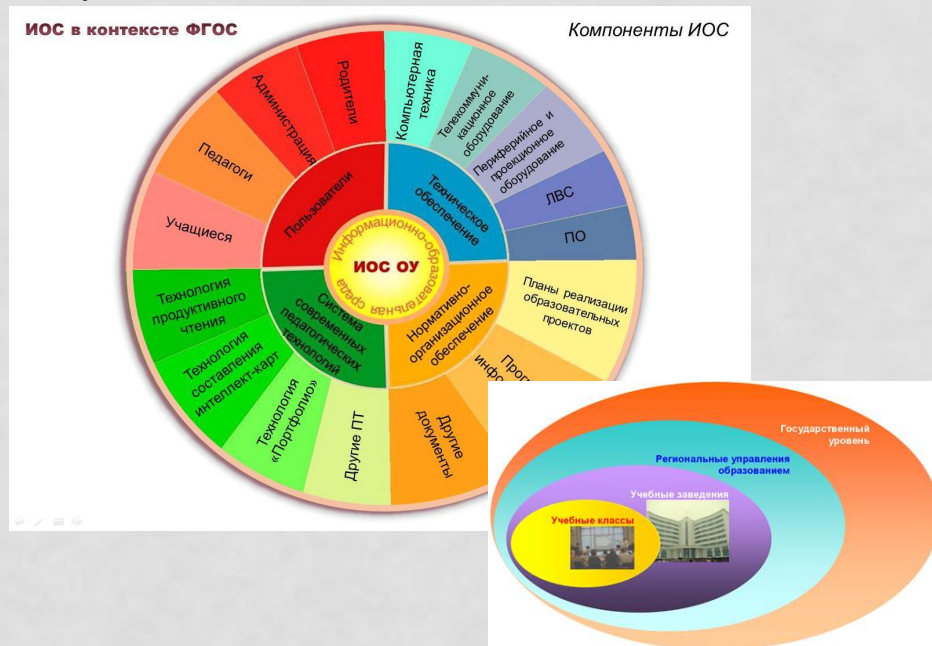 ИОС в контексте ФГОС
Компоненты ИОС
Родители
Администрация
Педагоги
Учащиеся
Пользователи
Компьютерная
техника
Телекоммуни-
кационное
оборудование
Периферийное и
проекционное
оборудование
ЛВС
ПО
Техническое
обеспечение
Информационно-образовательная среда
ИОС ОУ
Система
современных
педагогических
технологий
Нормативно-
организационное
обеспечение
Технология
продуктивного
чтения
Технология
составления
интеллект-карт
Технология
«Портфолио»
Другие ПТ
Другие
документы
Планы реализации
образовательных
проектов
Государственный
уровень
Региональные управления
образованием
Учебные заведения
Учебные классы